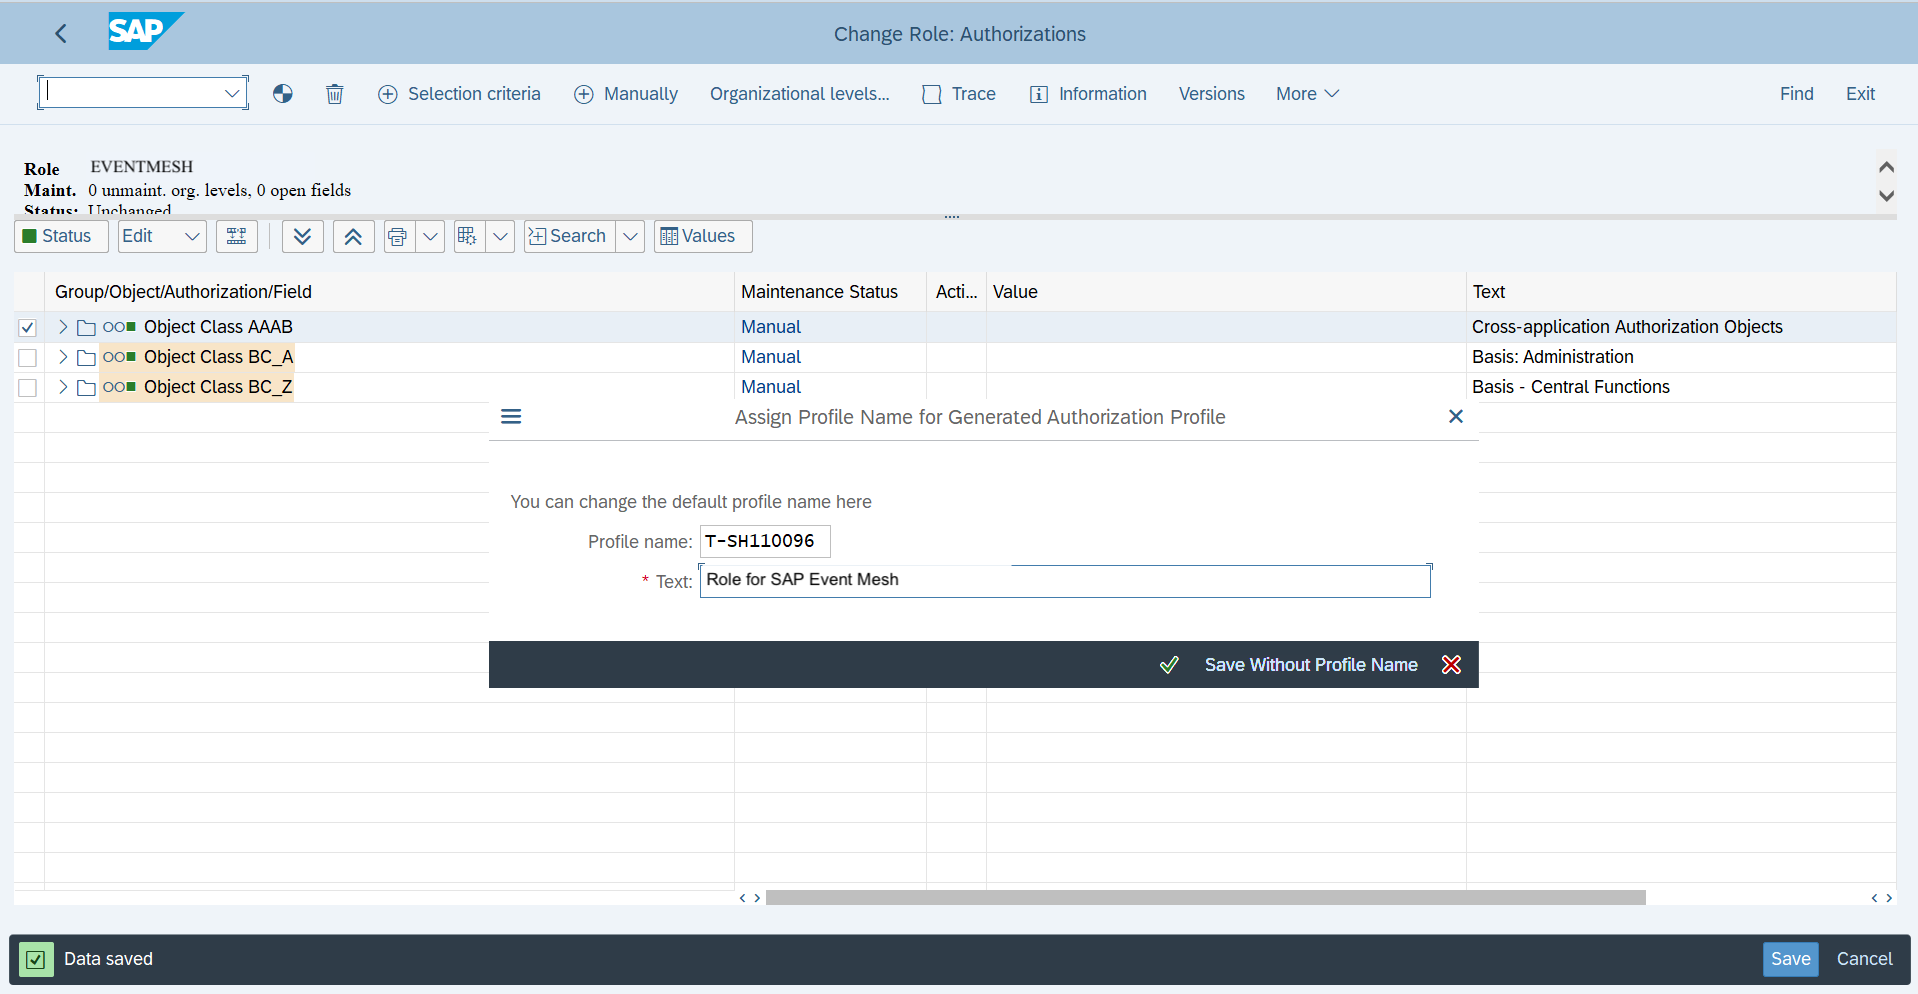 SAP
Change Role: Authorizations
Selection criteria Manually Organizational levels... Trace Information Versions More Find Exit
Role EVENTMESH
Maint. 0 unmaint. org. levels, 0 open fields
Status: Unchanged
Status Edit Search Values
Group/Object/Authorization/Field Maintenance Status Acti... Value Text
Object Class AAAB Manual Cross-application Authorization Objects
Object Class BC_A Manual Basis: Administration
Object Class BC_Z Manual Basis - Central Functions
Assign Profile Name for Generated Authorization Profile
You can change the default profile name here
Profile name: T-SH110096
* Text: Role for SAP Event Mesh
Save Without Profile Name
Data saved Save Cancel